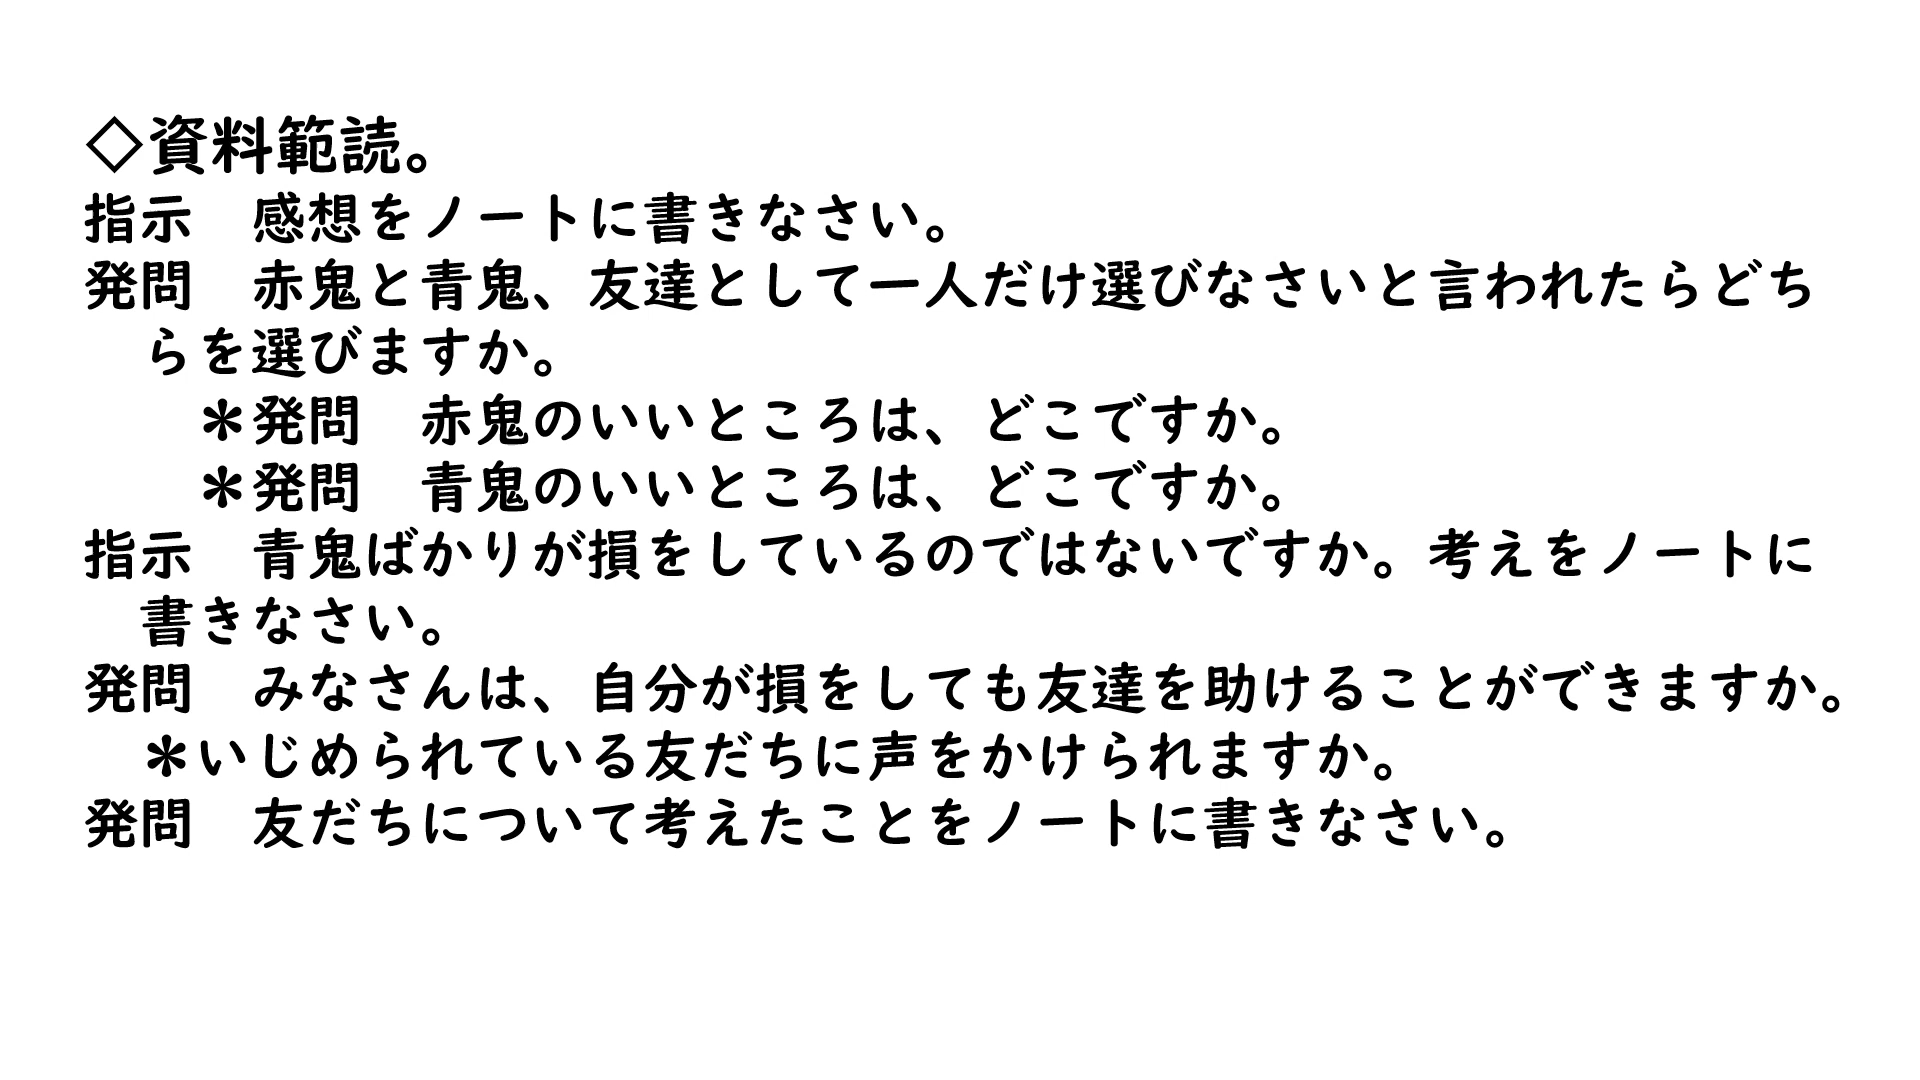 ◇資料範読。
指示　感想をノートに書きなさい。
発問　赤鬼と青鬼、友達として一人だけ選びなさいと言われたらどち
らを選びますか。
＊発問　赤鬼のいいところは、どこですか。
＊発問　青鬼のいいところは、どこですか。
指示　青鬼ばかりが損をしているのではないですか。考えをノートに
書きなさい。
発問　みなさんは、自分が損をしても友達を助けることができますか。
＊いじめられている友だちに声をかけられますか。
発問　友だちについて考えたことをノートに書きなさい。